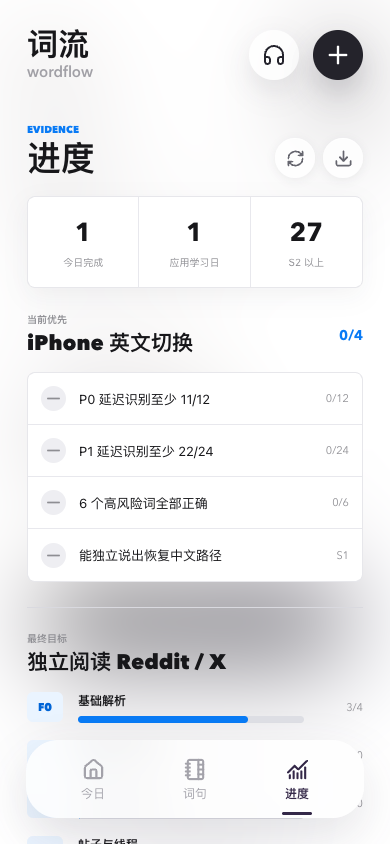 词流
wordflow
EVIDENCE
进度
1
1
27
今日完成
应用学习日
S2 以上
当前优先
iPhone 英文切换
0/4
P0 延迟识别至少 11/12
0/12
P1 延迟识别至少 22/24
0/24
6 个高风险词全部正确
0/6
能独立说出恢复中文路径
S1
最终目标
独立阅读 Reddit / X
F0
基础解析
3/4
今日
词句
进度
帖子与线程